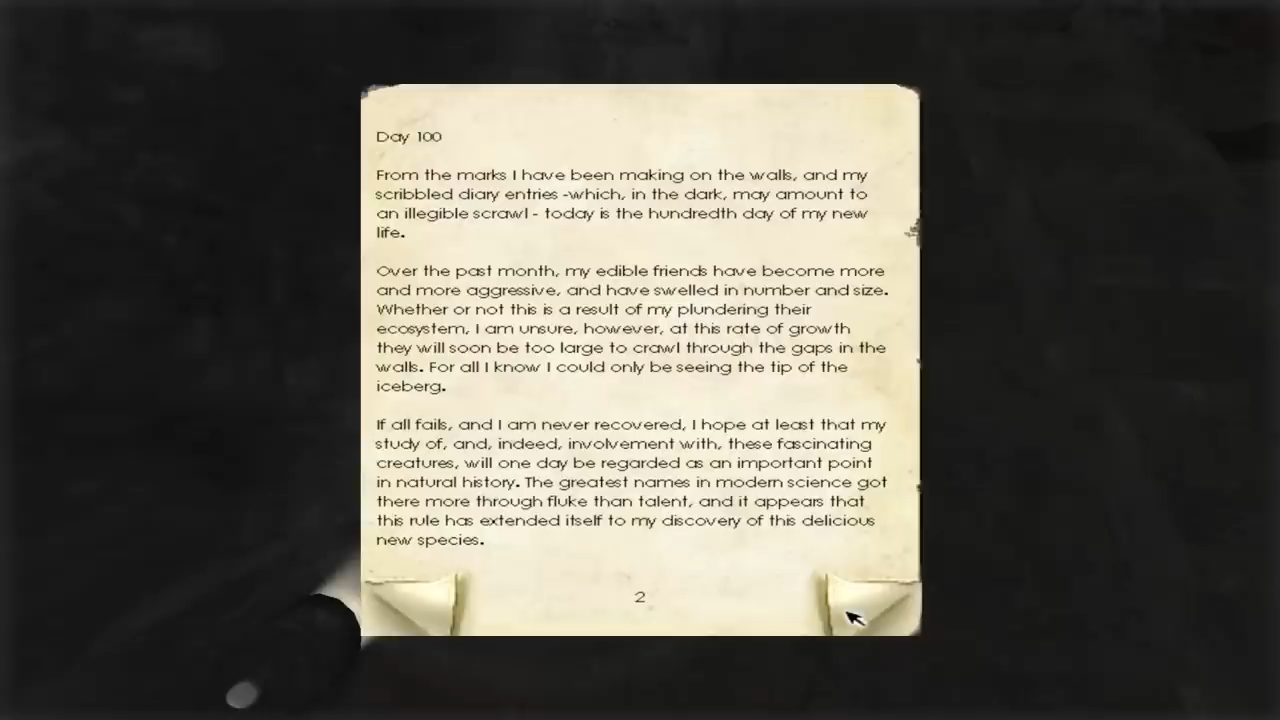 Day 100
From the marks I have been making on the walls, and my
scribbled diary entries -which, in the dark, may amount to
an illegible scrawl - today is the hundredth day of my new
life.
Over the past month, my edible friends have become more
and more aggressive, and have swelled in number and size.
Whether or not this is a result of my plundering their
ecosystem, I am unsure, however, at this rate of growth
they will soon be too large to crawl through the gaps in the
walls. For all I know I could only be seeing the tip of the
iceberg.
If all fails, and I am never recovered, I hope at least that my
study of, and, indeed, involvement with, these fascinating
creatures, will one day be regarded as an important point
in natural history. The greatest names in modern science got
there more through fluke than talent, and it appears that
this rule has extended itself to my discovery of this delicious
new species.
2